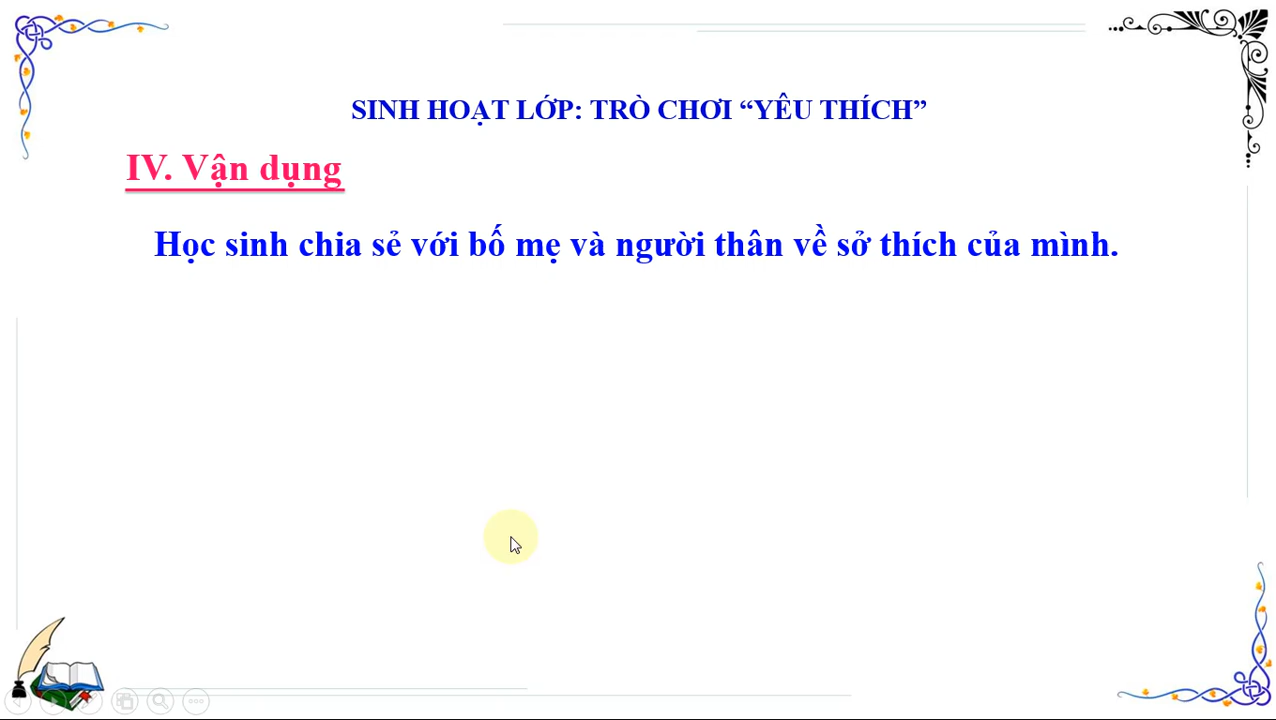 SINH HOẠT LỚP: TRÒ CHƠI “YÊU THÍCH”
IV. Vận dụng
Học sinh chia sẻ với bố mẹ và người thân về sở thích của mình.